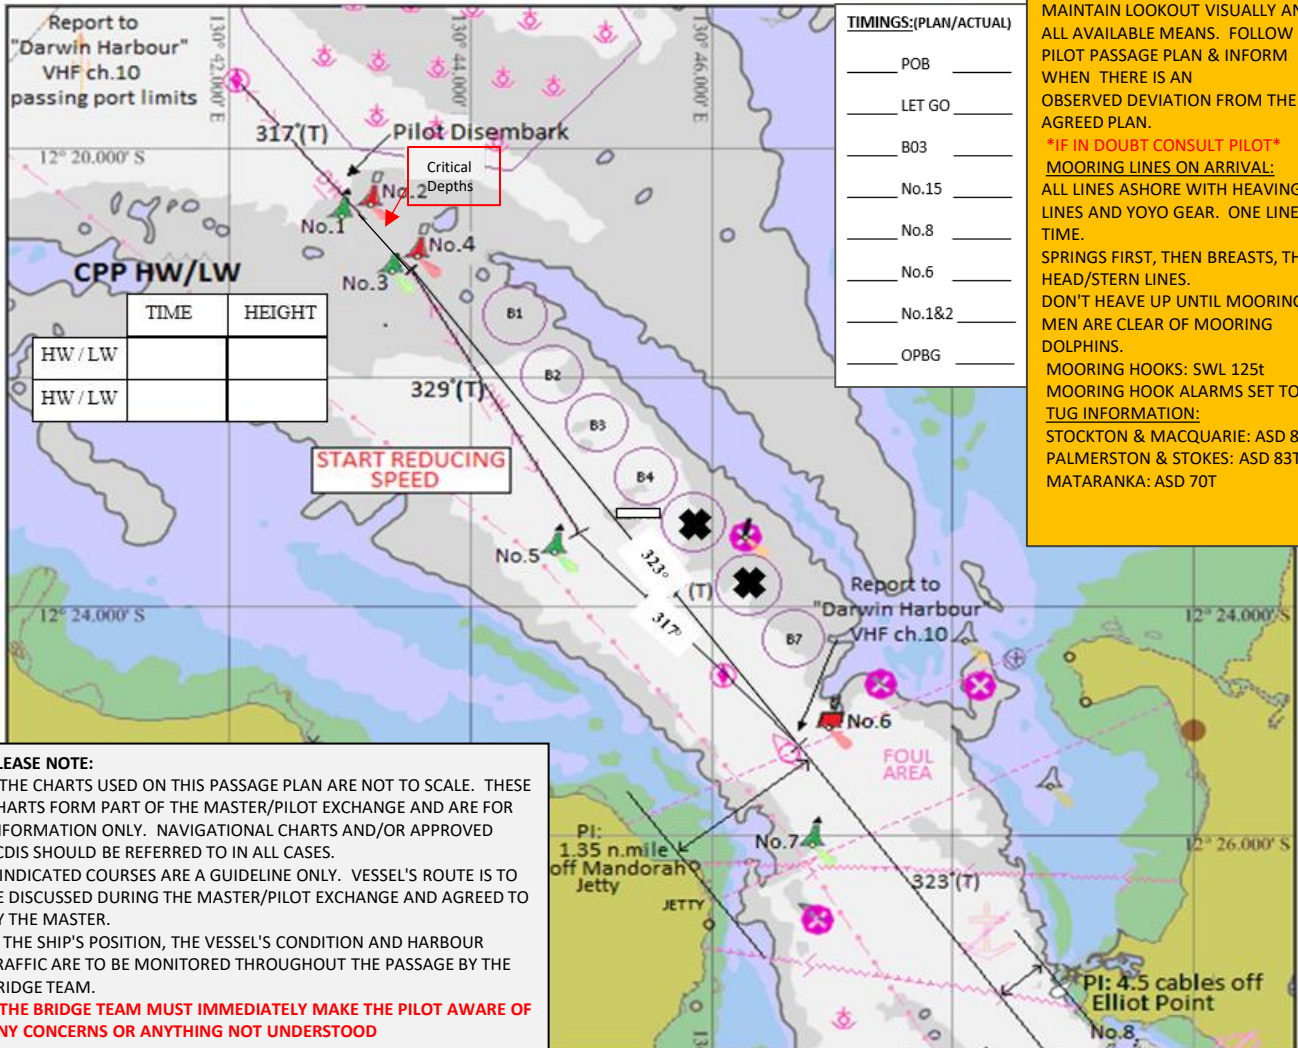 Report to
"Darwin Harbour"
VHF ch.10
passing port limits
130° 42.000' E
130° 44.000' E
130° 46.000' E
12° 20.000' S
317°(T)
Pilot Disembark
Critical
Depths
No.2
No.1
No.4
No.3
CPP HW/LW
TIME HEIGHT
HW / LW
HW / LW
B1
B2
B3
B4
B7
329°(T)
START REDUCING
SPEED
No.5
323°
(T)
317°
12° 24.000' S
Report to
"Darwin Harbour"
VHF ch.10
12° 24.000' S
No.6
FOUL
AREA
No.7
PI:
1.35 n.mile
off Mandorah
Jetty
JETTY
323°(T)
12° 26.000' S
PI: 4.5 cables off
Elliot Point
No.8
TIMINGS:(PLAN/ACTUAL)
POB
LET GO
B03
No.15
No.8
No.6
No.1&2
OPBG
MAINTAIN LOOKOUT VISUALLY AN
ALL AVAILABLE MEANS. FOLLOW
PILOT PASSAGE PLAN & INFORM
WHEN THERE IS AN
OBSERVED DEVIATION FROM THE
AGREED PLAN.
*IF IN DOUBT CONSULT PILOT*
MOORING LINES ON ARRIVAL:
ALL LINES ASHORE WITH HEAVING
LINES AND YOYO GEAR. ONE LINE
TIME.
SPRINGS FIRST, THEN BREASTS, TH
HEAD/STERN LINES.
DON'T HEAVE UP UNTIL MOORING
MEN ARE CLEAR OF MOORING
DOLPHINS.
MOORING HOOKS: SWL 125t
MOORING HOOK ALARMS SET TO
TUG INFORMATION:
STOCKTON & MACQUARIE: ASD 8
PALMERSTON & STOKES: ASD 83T
MATARANKA: ASD 70T
LEASE NOTE:
THE CHARTS USED ON THIS PASSAGE PLAN ARE NOT TO SCALE. THESE
HARTS FORM PART OF THE MASTER/PILOT EXCHANGE AND ARE FOR
NFORMATION ONLY. NAVIGATIONAL CHARTS AND/OR APPROVED
CDIS SHOULD BE REFERRED TO IN ALL CASES.
INDICATED COURSES ARE A GUIDELINE ONLY. VESSEL'S ROUTE IS TO
E DISCUSSED DURING THE MASTER/PILOT EXCHANGE AND AGREED TO
Y THE MASTER.
THE SHIP'S POSITION, THE VESSEL'S CONDITION AND HARBOUR
RAFFIC ARE TO BE MONITORED THROUGHOUT THE PASSAGE BY THE
RIDGE TEAM.
THE BRIDGE TEAM MUST IMMEDIATELY MAKE THE PILOT AWARE OF
NY CONCERNS OR ANYTHING NOT UNDERSTOOD